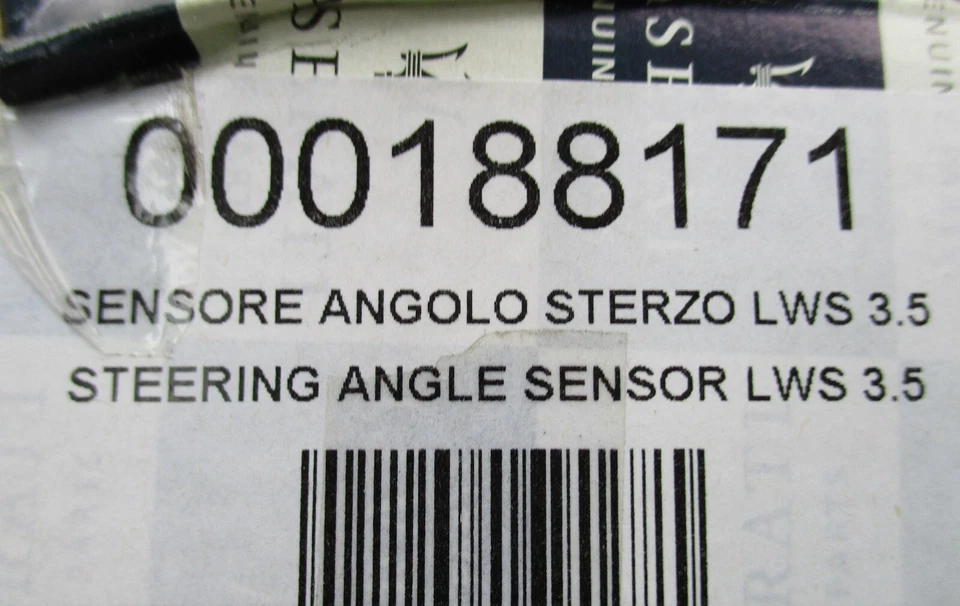 000188171
SENSORE ANGOLO STERZO LWS 3.5
STEERING ANGLE SENSOR LWS 3.5